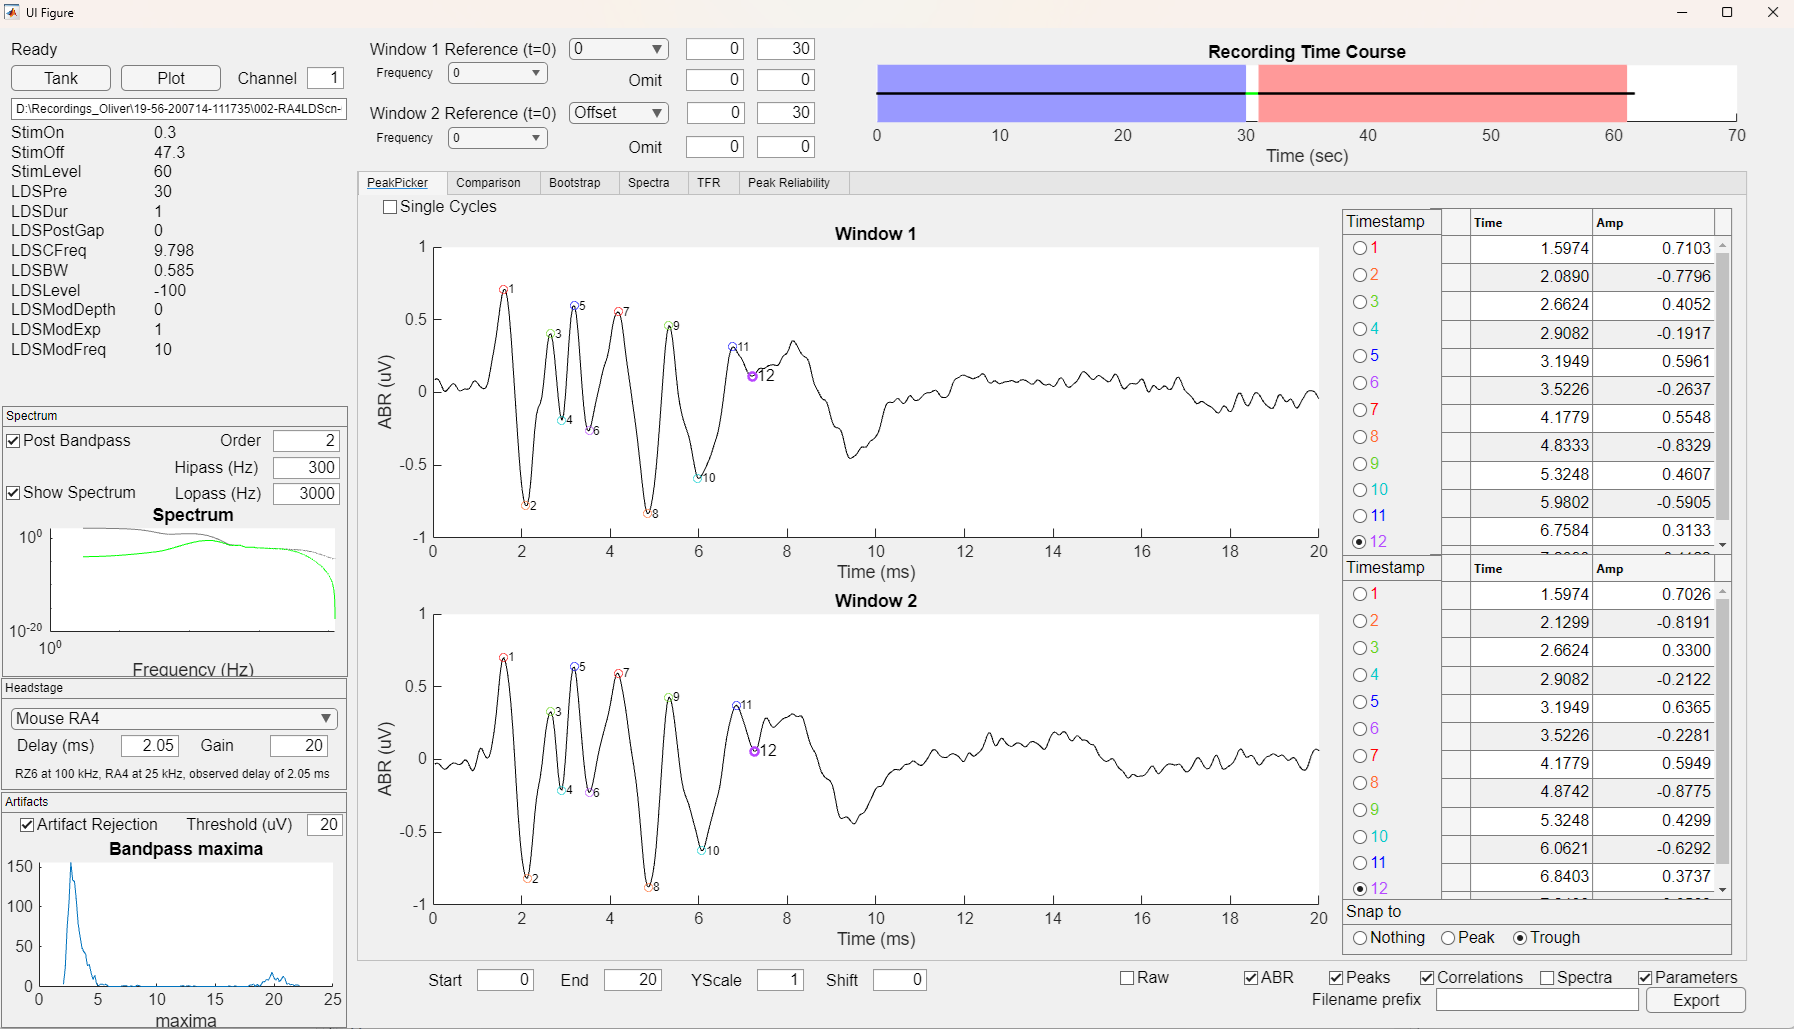 UI Figure
Ready
Tank Plot Channel 1
D:\Recordings_Oliver\19-56-200714-111735\002-RA4LDScn-
StimOn 0.3
StimOff 47.3
StimLevel 60
LDSPre 30
LDSDur 1
LDSPostGap 0
LDSCFreq 9.798
LDSBW 0.585
LDSLevel -100
LDSModDepth 0
LDSModExp 1
LDSModFreq 10
Window 1 Reference (t=0) 0 0 30
Frequency 0 Omit 0 0
Window 2 Reference (t=0) Offset 0 30
Frequency 0 Omit 0 0
Recording Time Course
0 10 20 30 40 50 60 70
Time (sec)
Spectrum
Post Bandpass Order 2
Hipass (Hz) 300
Show Spectrum Lopass (Hz) 3000
Spectrum
10^0
10^-20
10^0
Frequency (Hz)
Headstage
Mouse RA4
Delay (ms) 2.05 Gain 20
RZ6 at 100 kHz, RA4 at 25 kHz, observed delay of 2.05 ms
Artifacts
Artifact Rejection Threshold (uV) 20
Bandpass maxima
150
100
50
0
0 5 10 15 20 25
maxima
PeakPicker Comparison Bootstrap Spectra TFR Peak Reliability
Single Cycles
Window 1
1
0.5
0
-0.5
-1
ABR (uV)
1 2 3 4 5 6 7 8 9 10 11 12
0 2 4 6 8 10 12 14 16 18 20
Time (ms)
Window 2
1
0.5
0
-0.5
-1
ABR (uV)
1 2 3 4 5 6 7 8 9 10 11 12
0 2 4 6 8 10 12 14 16 18 20
Time (ms)
Timestamp Time Amp
1 1.5974 0.7103
2 2.0890 -0.7796
3 2.6624 0.4052
4 2.9082 -0.1917
5 3.1949 0.5961
6 3.5226 -0.2637
7 4.1779 0.5548
8 4.8333 -0.8329
9 5.3248 0.4607
10 5.9802 -0.5905
11 6.7584 0.3133
12
Timestamp Time Amp
1 1.5974 0.7026
2 2.1299 -0.8191
3 2.6624 0.3300
4 2.9082 -0.2122
5 3.1949 0.6365
6 3.5226 -0.2281
7 4.1779 0.5949
8 4.8742 -0.8775
9 5.3248 0.4299
10 6.0621 -0.6292
11 6.8403 0.3737
12
Snap to
Nothing Peak Trough
Start 0 End 20 YScale 1 Shift 0
Raw ABR Peaks Correlations Spectra Parameters
Filename prefix Export